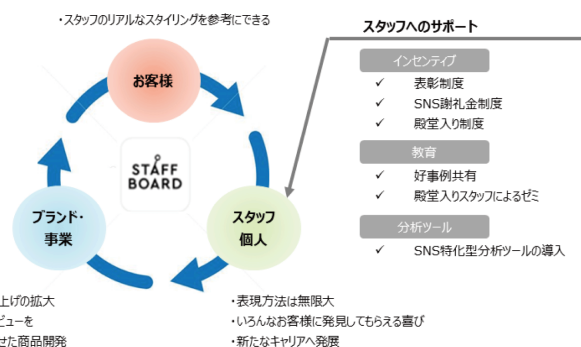 ・スタッフのリアルなスタイリングを参考にできる
お客様
STAFF
BOARD
ブランド・
事業
スタッフ
個人
上げの拡大
ビューを
せた商品開発
・表現方法は無限大
・いろんなお客様に発見してもらえる喜び
・新たなキャリアへ発展
スタッフへのサポート
インセンティブ
✓ 表彰制度
✓ SNS謝礼金制度
✓ 殿堂入り制度
教育
✓ 好事例共有
✓ 殿堂入りスタッフによるゼミ
分析ツール
✓ SNS特化型分析ツールの導入